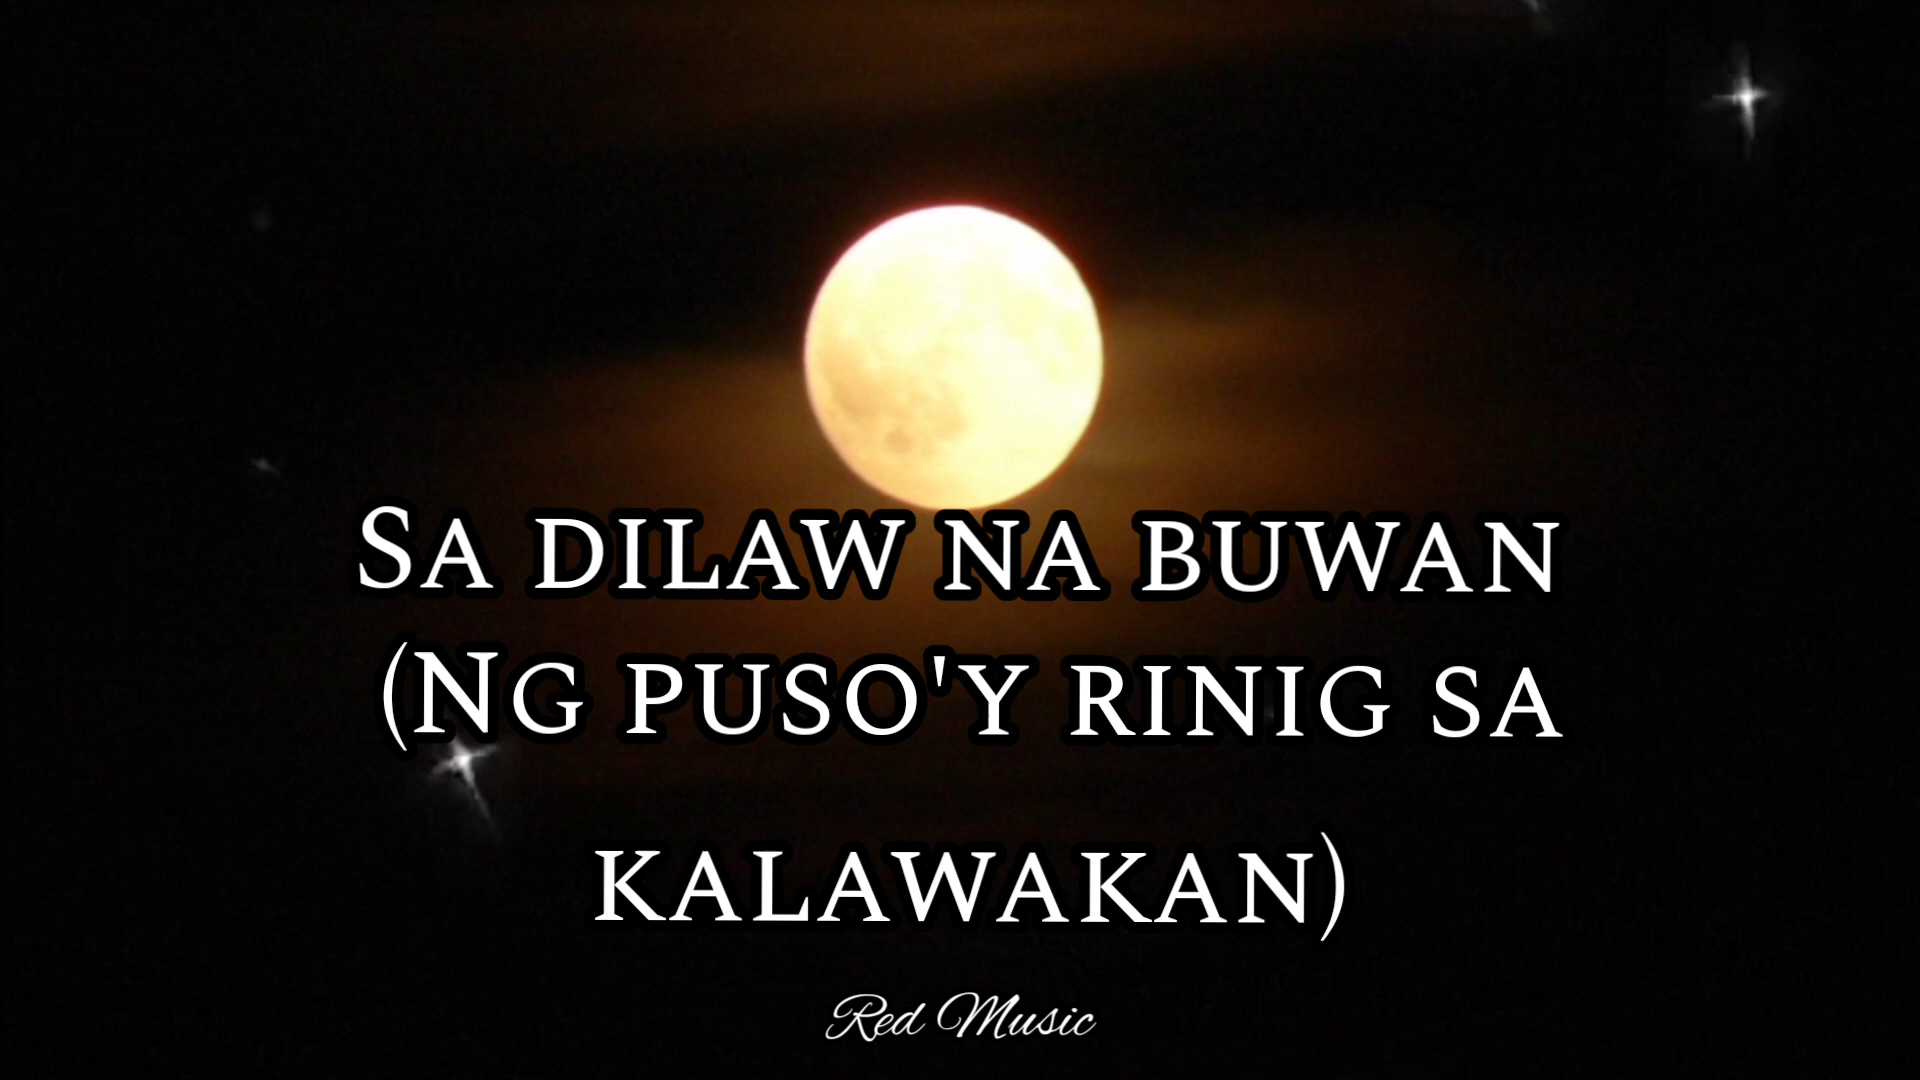 Sa dilaw na buwan
(Ng puso'y rinig sa
kalawakan)
Red Music